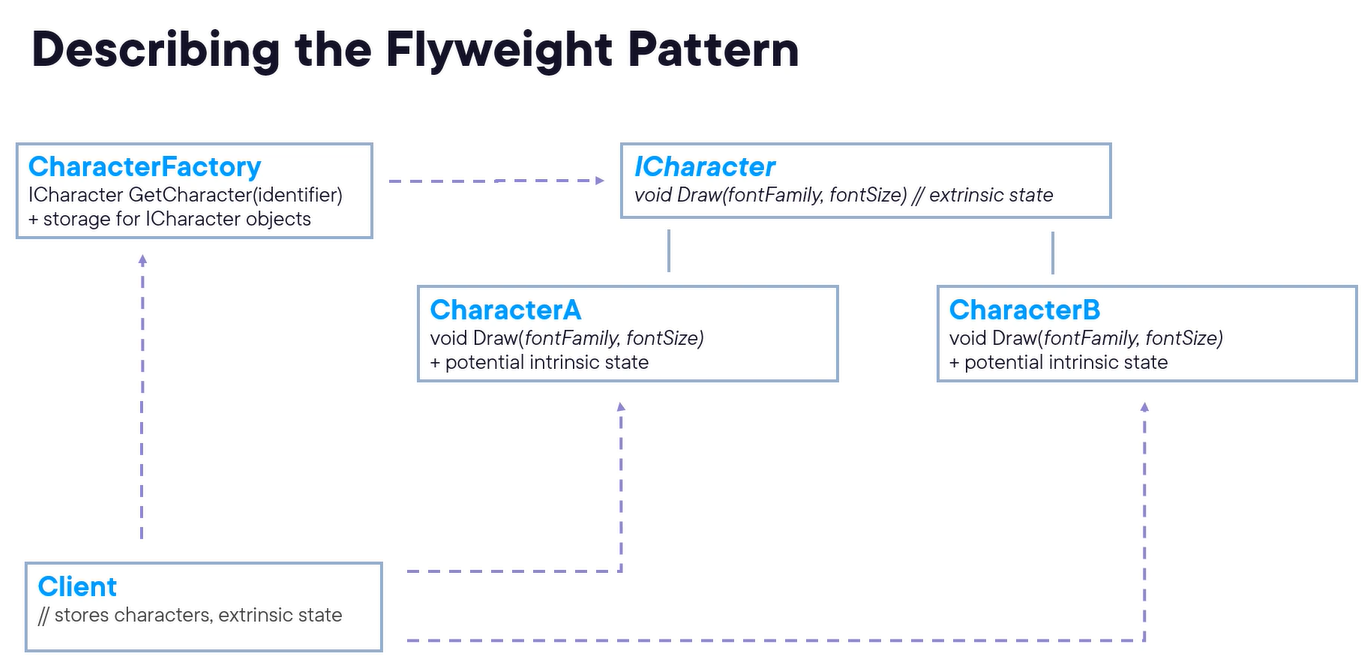 Describing the Flyweight Pattern
CharacterFactory
ICharacter GetCharacter(identifier)
+ storage for ICharacter objects
ICharacter
void Draw(fontFamily, fontSize) // extrinsic state
CharacterA
void Draw(fontFamily, fontSize)
+ potential intrinsic state
CharacterB
void Draw(fontFamily, fontSize)
+ potential intrinsic state
Client
// stores characters, extrinsic state